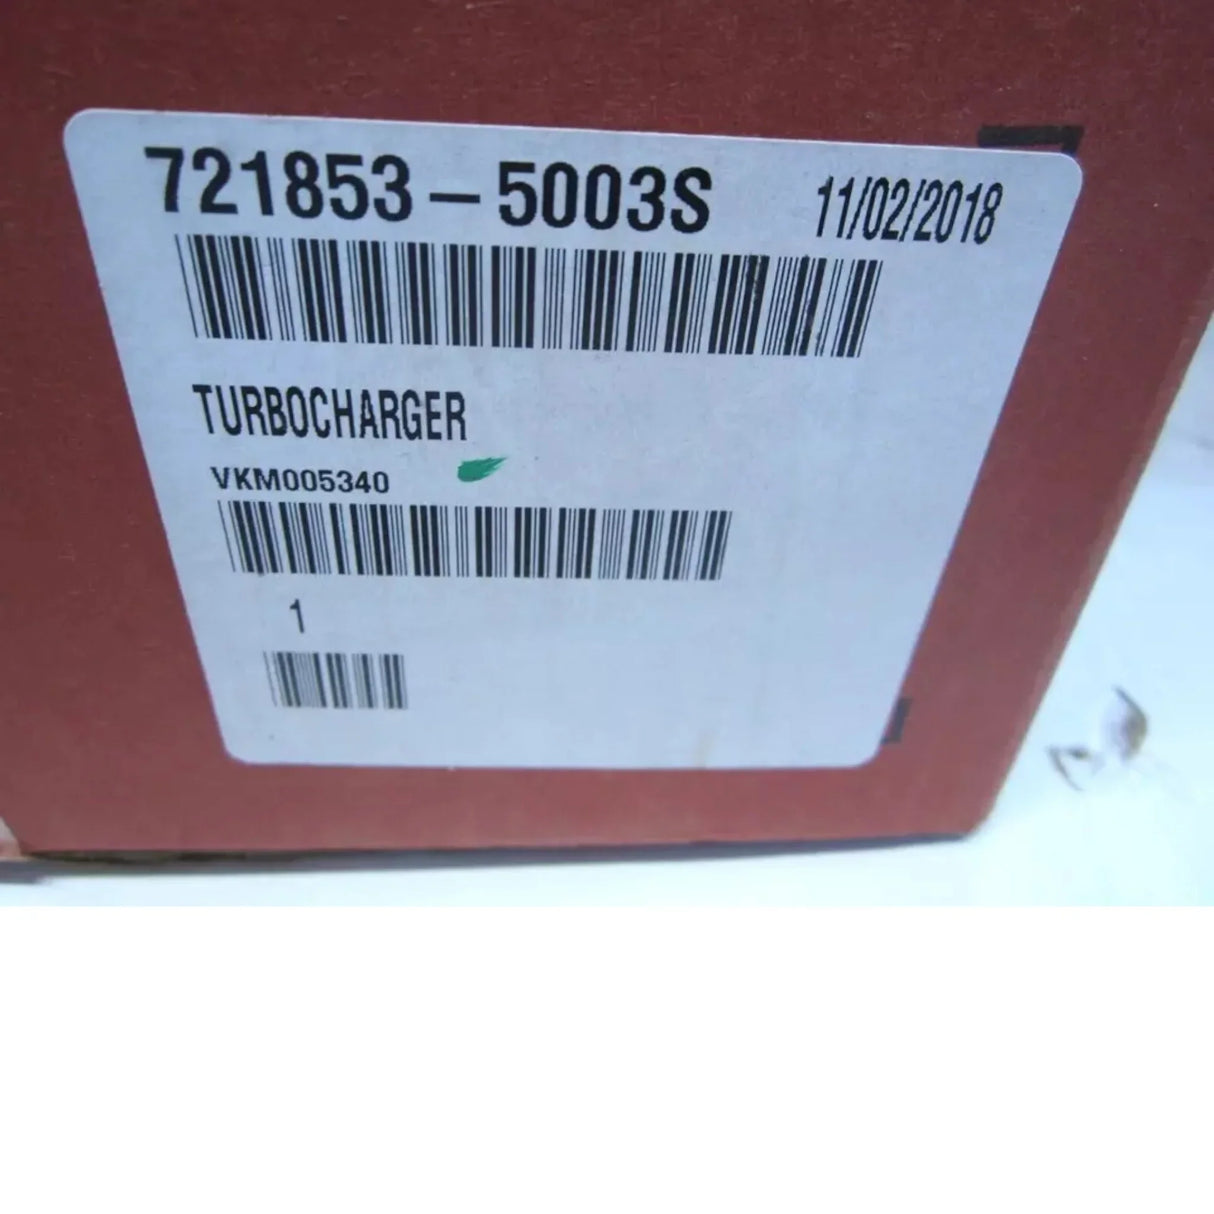 721853-5003S 11/02/2018
TURBOCHARGER
VKM005340
1